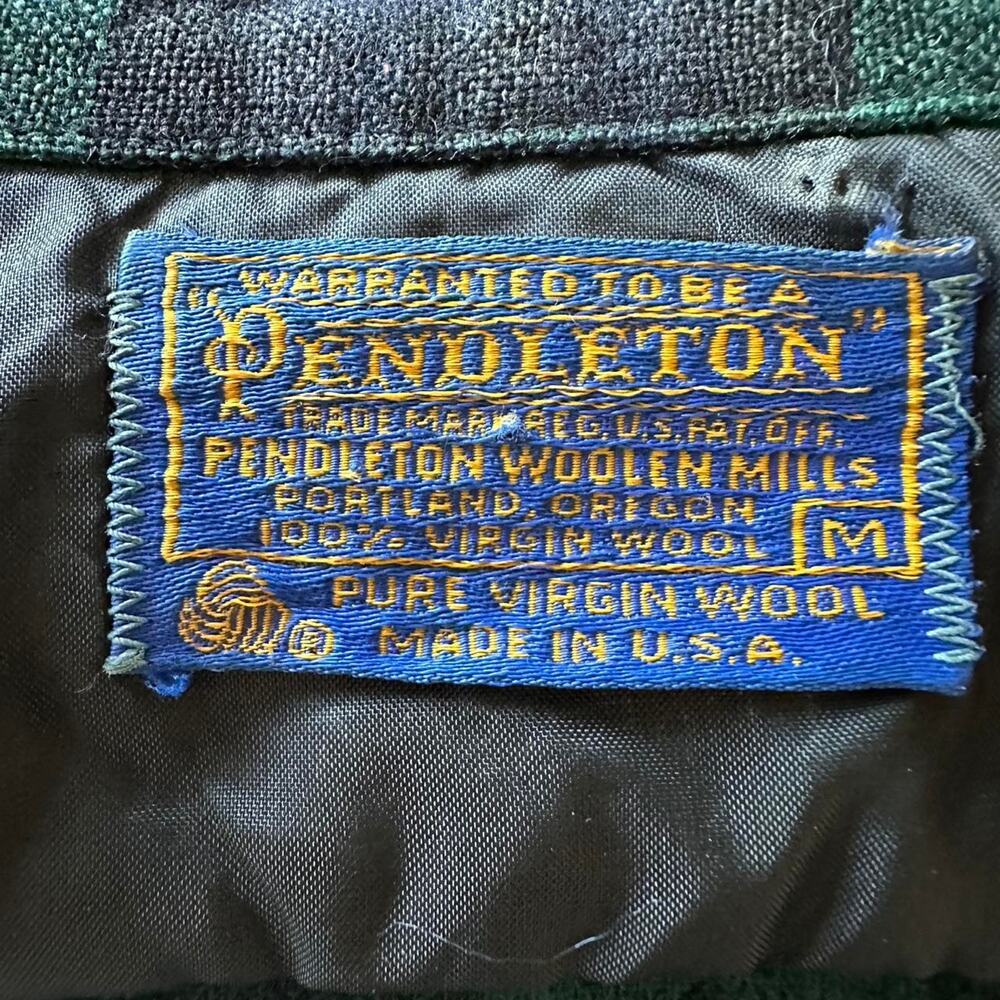 WARRANTED TO BE A
"PENDLETON"
TRADE MARK REG. U.S. PAT. OFF.
PENDLETON WOOLEN MILLS
PORTLAND, OREGON
100% VIRGIN WOOL M
PURE VIRGIN WOOL
® MADE IN U.S.A.